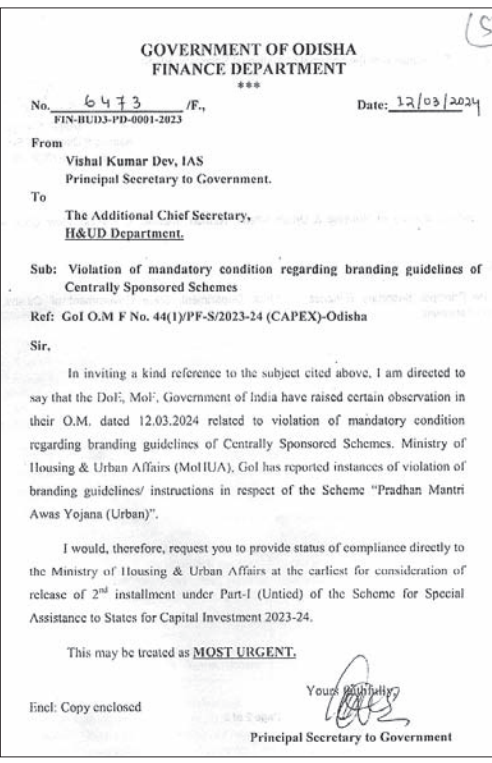 (5
GOVERNMENT OF ODISHA
FINANCE DEPARTMENT
***
No. 6473 /F., Date: 12/03/2024
FIN-BUD3-PD-0001-2023
From
Vishal Kumar Dev, IAS
Principal Secretary to Government.
To
The Additional Chief Secretary,
H&UD Department.
Sub: Violation of mandatory condition regarding branding guidelines of
Centrally Sponsored Schemes
Ref: GoI O.M F No. 44(1)/PF-S/2023-24 (CAPEX)-Odisha
Sir,
In inviting a kind reference to the subject cited above, I am directed to
say that the DoE, MoF, Government of India have raised certain observation in
their O.M. dated 12.03.2024 related to violation of mandatory condition
regarding branding guidelines of Centrally Sponsored Schemes. Ministry of
Housing & Urban Affairs (MoHUA), GoI has reported instances of violation of
branding guidelines/ instructions in respect of the Scheme “Pradhan Mantri
Awas Yojana (Urban)”.
I would, therefore, request you to provide status of compliance directly to
the Ministry of Housing & Urban Affairs at the earliest for consideration of
release of 2nd installment under Part-I (Untied) of the Scheme for Special
Assistance to States for Capital Investment 2023-24.
This may be treated as MOST URGENT.
Yours faithfully,
Encl: Copy enclosed
Principal Secretary to Government